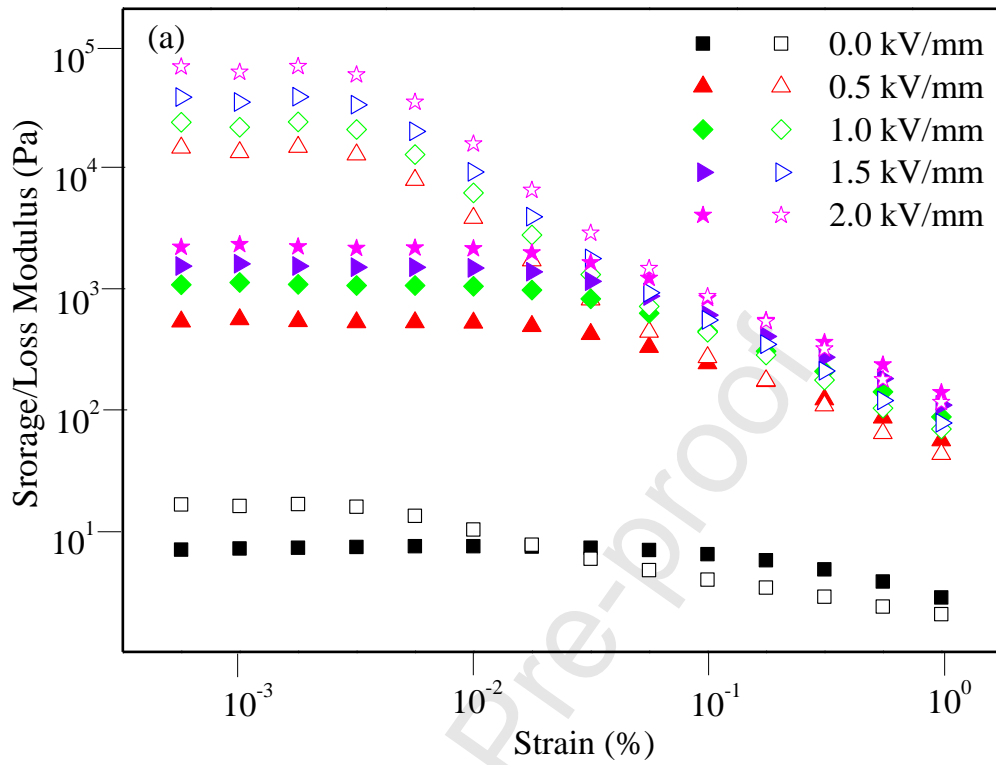 (a)
0.0 kV/mm
0.5 kV/mm
1.0 kV/mm
1.5 kV/mm
2.0 kV/mm
Srorage/Loss Modulus (Pa)
10^5
10^4
10^3
10^2
10^1
10^-3
10^-2
10^-1
10^0
Strain (%)
Pre-proof